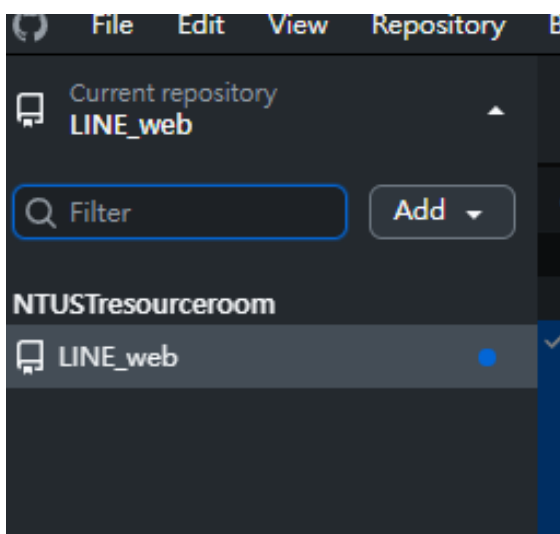 File Edit View Repository
Current repository
LINE_web
Filter
Add
NTUSTresourceroom
LINE_web